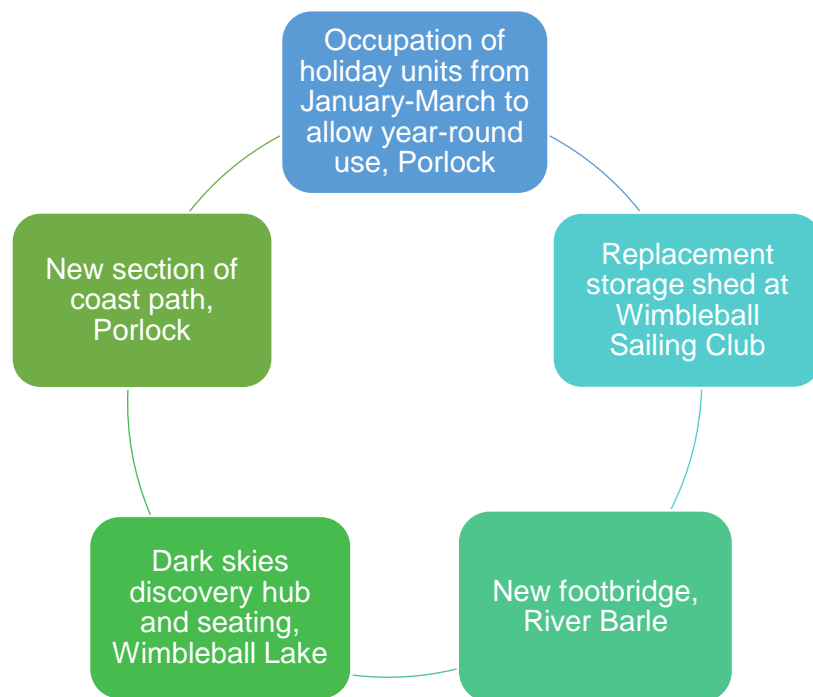 Occupation of
holiday units from
January-March to
allow year-round
use, Porlock
Replacement
storage shed at
Wimbleball
Sailing Club
New footbridge,
River Barle
Dark skies
discovery hub
and seating,
Wimbleball Lake
New section of
coast path,
Porlock